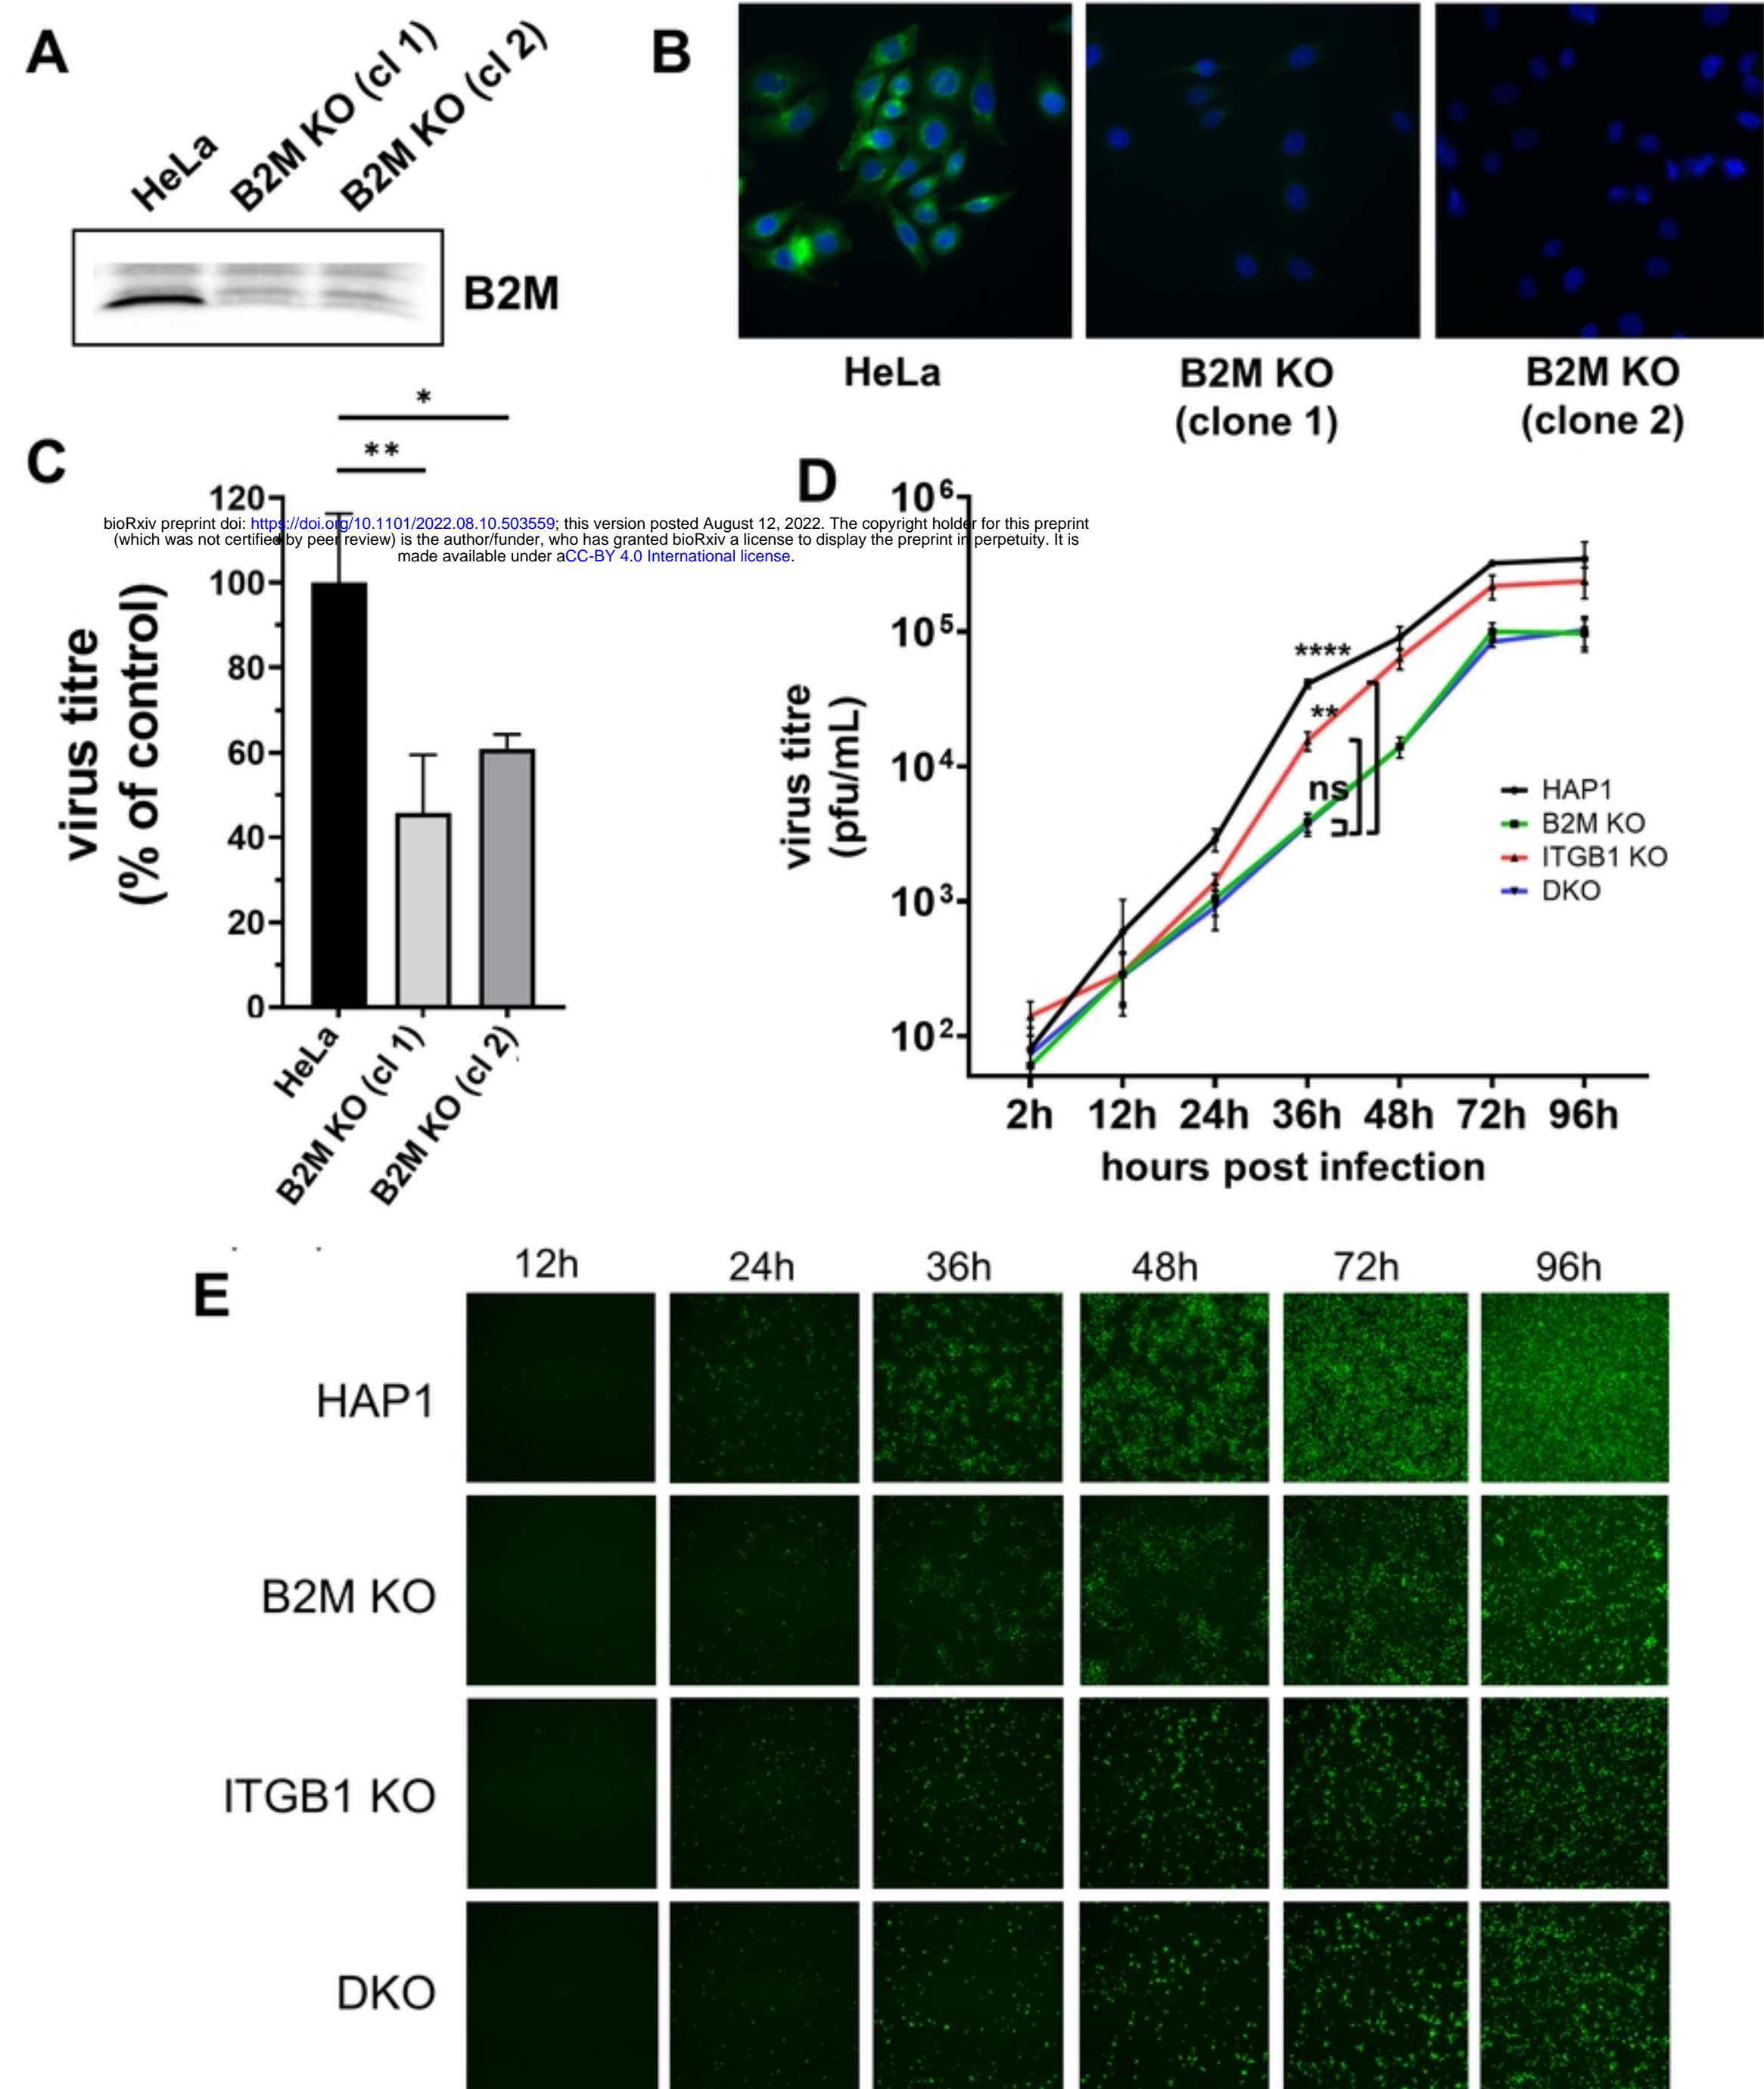 A
HeLa
B2M KO (cl 1)
B2M KO (cl 2)
B2M
B
HeLa
B2M KO
(clone 1)
B2M KO
(clone 2)
C
*
**
virus titre
(% of control)
120
100
80
60
40
20
0
HeLa
B2M KO (cl 1)
B2M KO (cl 2)
bioRxiv preprint doi: https://doi.org/10.1101/2022.08.10.503559; this version posted August 12, 2022. The copyright holder for this preprint
(which was not certified by peer review) is the author/funder, who has granted bioRxiv a license to display the preprint in perpetuity. It is
made available under aCC-BY 4.0 International license.
D
virus titre
(pfu/mL)
10⁶
10⁵
10⁴
10³
10²
****
**
ns
HAP1
B2M KO
ITGB1 KO
DKO
2h 12h 24h 36h 48h 72h 96h
hours post infection
E
12h 24h 36h 48h 72h 96h
HAP1
B2M KO
ITGB1 KO
DKO